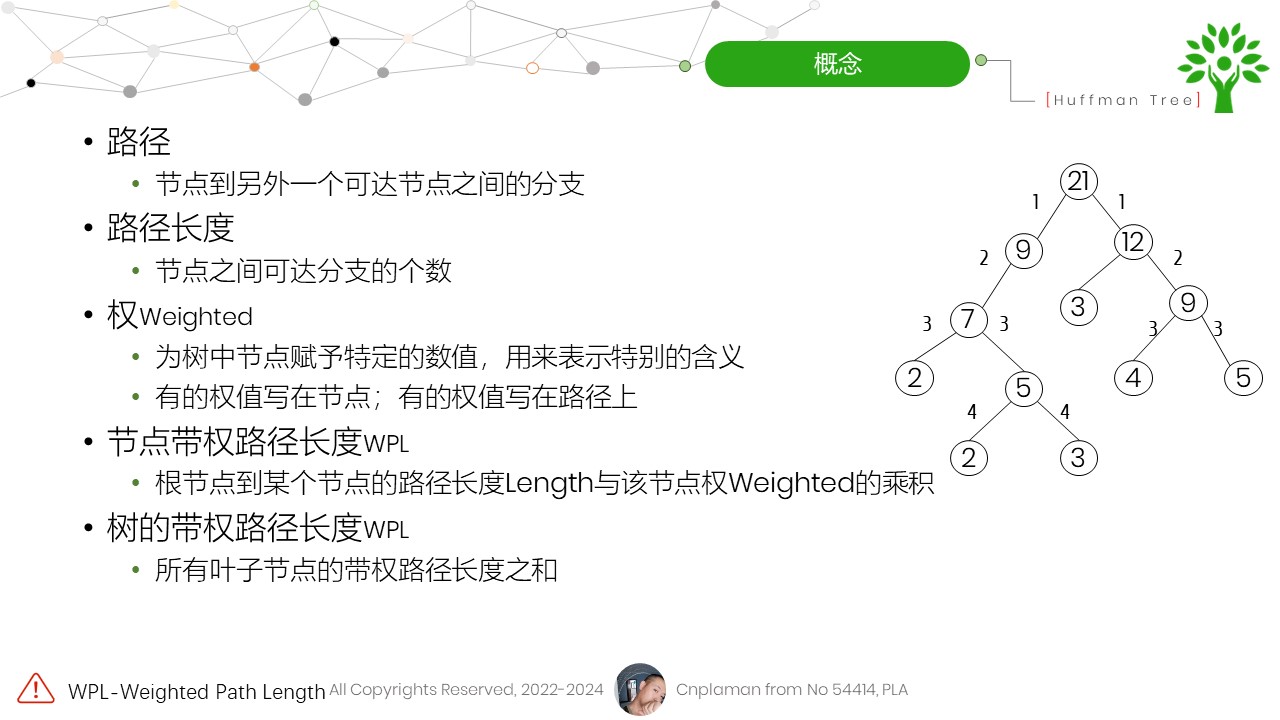 概念
[Huffman Tree]
• 路径
• 节点到另外一个可达节点之间的分支
• 路径长度
• 节点之间可达分支的个数
• 权Weighted
• 为树中节点赋予特定的数值，用来表示特别的含义
• 有的权值写在节点；有的权值写在路径上
• 节点带权路径长度WPL
• 根节点到某个节点的路径长度Length与该节点权Weighted的乘积
• 树的带权路径长度WPL
• 所有叶子节点的带权路径长度之和
21
1 1
9 12
2 2
3 9
3 7 3 3 3
2 5 4 5
4 4
2 3
WPL-Weighted Path Length All Copyrights Reserved, 2022-2024 Cnplaman from No 54414, PLA